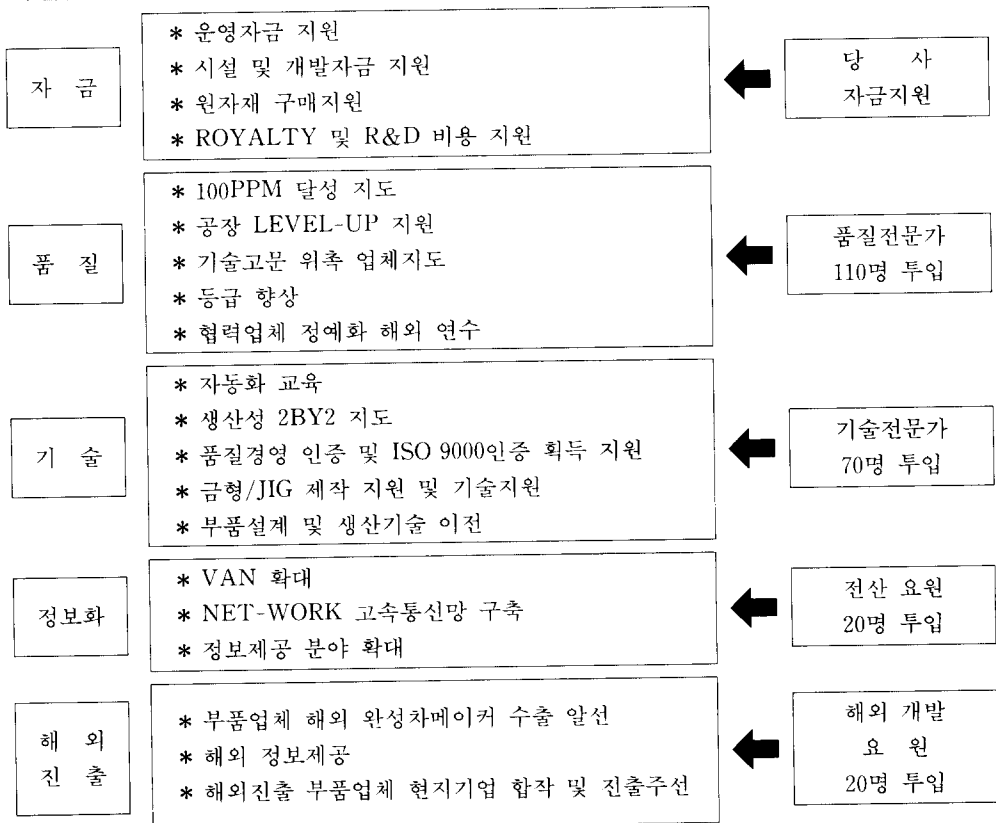 자 금
* 운영자금 지원
* 시설 및 개발자금 지원
* 원자재 구매지원
* ROYALTY 및 R&D 비용 지원
당 사
자금지원
품 질
* 100PPM 달성 지도
* 공장 LEVEL-UP 지원
* 기술고문 위촉 업체지도
* 등급 향상
* 협력업체 정예화 해외 연수
품질전문가
110명 투입
기 술
* 자동화 교육
* 생산성 2BY2 지도
* 품질경영 인증 및 ISO 9000인증 획득 지원
* 금형/JIG 제작 지원 및 기술지원
* 부품설계 및 생산기술 이전
기술전문가
70명 투입
정보화
* VAN 확대
* NET-WORK 고속통신망 구축
* 정보제공 분야 확대
전산 요원
20명 투입
해 외
진 출
* 부품업체 해외 완성차메이커 수출 알선
* 해외 정보제공
* 해외진출 부품업체 현지기업 합작 및 진출주선
해외 개발
요 원
20명 투입